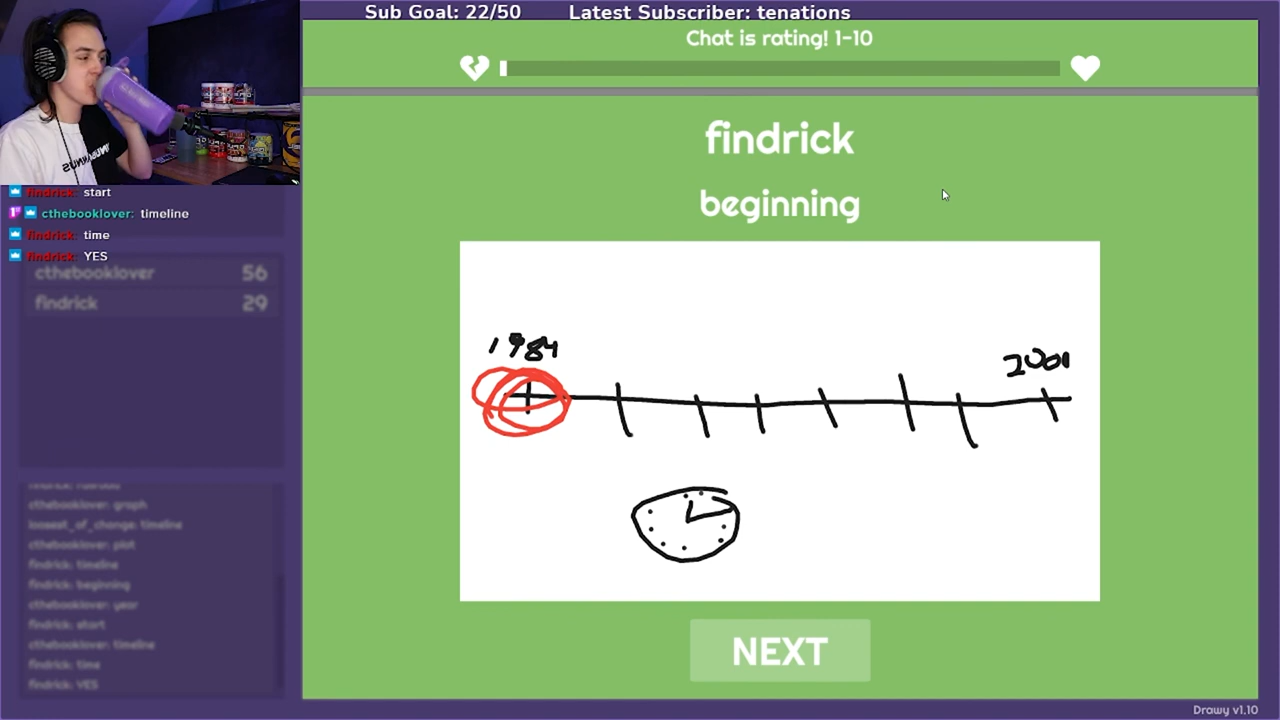 Sub Goal: 22/50 Latest Subscriber: tenations
Chat is rating! 1-10
findrick
beginning
findrick: start
cthebooklover: timeline
findrick: time
findrick: YES
cthebooklover 56
findrick 29
1984
2001
cthebooklover: graph
loosest_of_change: timeline
cthebooklover: plot
findrick: timeline
findrick: beginning
cthebooklover: year
findrick: start
cthebooklover: timeline
findrick: time
findrick: YES
NEXT
Drawy v1.10